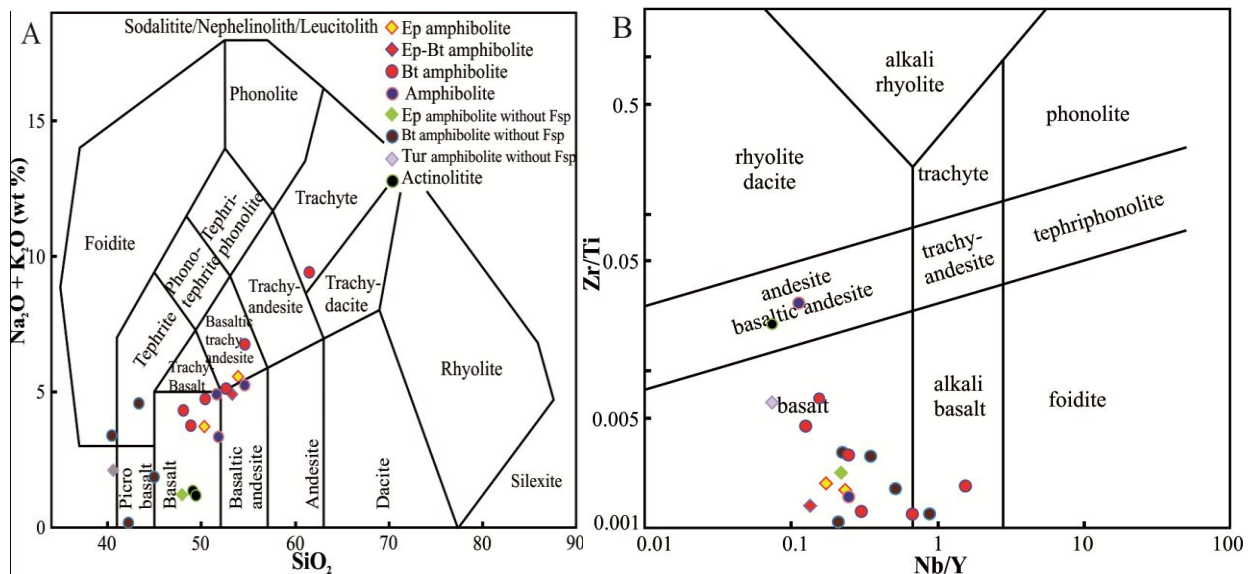 A
Sodalitite/Nephelinolith/Leucitolith
Ep amphibolite
Ep-Bt amphibolite
Bt amphibolite
Amphibolite
Ep amphibolite without Fsp
Bt amphibolite without Fsp
Tur amphibolite without Fsp
Actinolitite
Phonolite
Trachyte
Foidite
Tephri-
phonolite
Phono-
tephrite
Tephrite
Trachy-
andesite
Trachy-
dacite
Basaltic
trachy
andesite
Trachy-
Basalt
Rhyolite
Picro
basalt
Basalt
Basaltic
andesite
Andesite
Dacite
Silexite
Na₂O + K₂O (wt %)
15
10
5
0
40
50
60
70
80
90
SiO₂
B
alkali
rhyolite
phonolite
rhyolite
dacite
trachyte
tephriphonolite
trachy-
andesite
andesite
basaltic andesite
basalt
alkali
basalt
foidite
Zr/Ti
0.5
0.05
0.005
0.001
0.01
0.1
1
10
100
Nb/Y